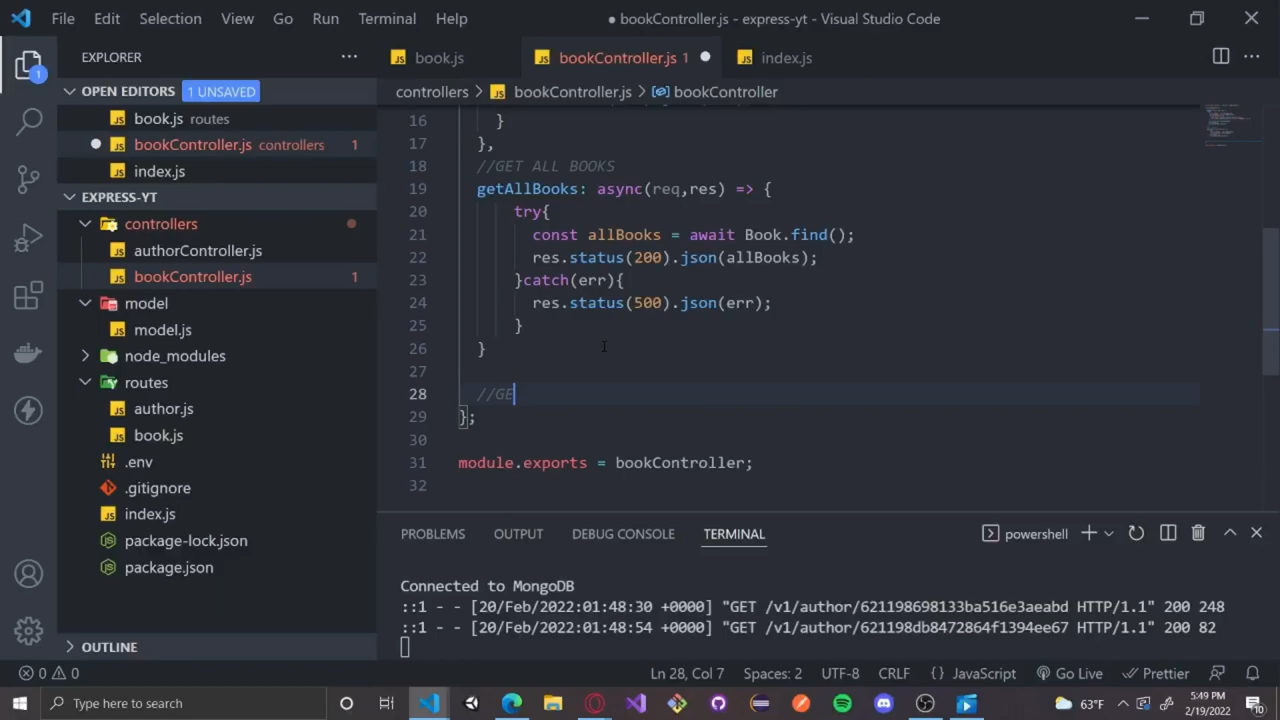 File Edit Selection View Go Run Terminal Help
● bookController.js - express-yt - Visual Studio Code
EXPLORER
book.js
bookController.js 1
index.js
OPEN EDITORS 1 UNSAVED
controllers > bookController.js > bookController
book.js routes
bookController.js controllers 1
index.js
EXPRESS-YT
controllers
authorController.js
bookController.js 1
model
model.js
node_modules
routes
author.js
book.js
.env
.gitignore
index.js
package-lock.json
package.json
OUTLINE
16 }
17 },
18 //GET ALL BOOKS
19 getAllBooks: async(req,res) => {
20 try{
21 const allBooks = await Book.find();
22 res.status(200).json(allBooks);
23 }catch(err){
24 res.status(500).json(err);
25 }
26 }
27
28 //GE
29 };
30
31 module.exports = bookController;
32
PROBLEMS OUTPUT DEBUG CONSOLE TERMINAL
powershell
Connected to MongoDB
::1 - - [20/Feb/2022:01:48:30 +0000] "GET /v1/author/621198698133ba516e3aeabd HTTP/1.1" 200 248
::1 - - [20/Feb/2022:01:48:54 +0000] "GET /v1/author/621198db8472864f1394ee67 HTTP/1.1" 200 82
0 0
Ln 28, Col 7 Spaces: 2 UTF-8 CRLF {} JavaScript Go Live Prettier
Type here to search
63°F
5:49 PM
2/19/2022